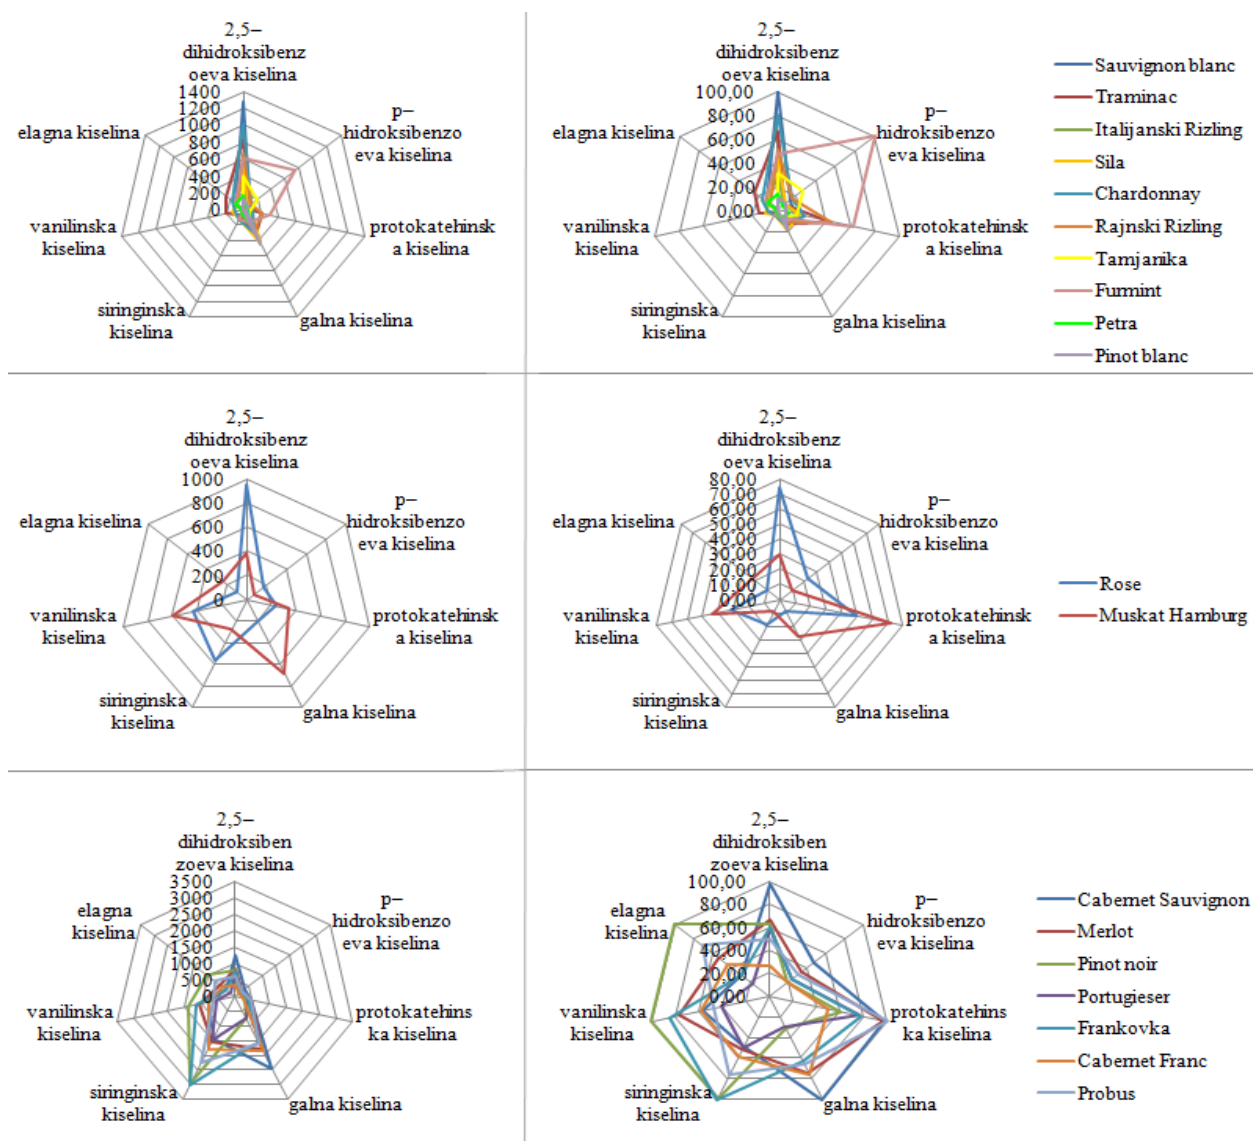 2,5–
dihidroksibenz
oeva kiselina
1400
1200
1000
800
600
400
200
0
p–
hidroksibenzo
eva kiselina
protokatehinsk
a kiselina
galna kiselina
siringinska
kiselina
vanilinska
kiselina
elagna kiselina
2,5–
dihidroksibenz
oeva kiselina
100,00
80,00
60,00
40,00
20,00
0,00
p–
hidroksibenzo
eva kiselina
protokatehinsk
a kiselina
galna kiselina
siringinska
kiselina
vanilinska
kiselina
elagna kiselina
Sauvignon blanc
Traminac
Italijanski Rizling
Sila
Chardonnay
Rajnski Rizling
Tamjanika
Furmint
Petra
Pinot blanc
2,5–
dihidroksibenz
oeva kiselina
1000
800
600
400
200
0
p–
hidroksibenzo
eva kiselina
protokatehinsk
a kiselina
galna kiselina
siringinska
kiselina
vanilinska
kiselina
elagna kiselina
2,5–
dihidroksibenz
oeva kiselina
80,00
70,00
60,00
50,00
40,00
30,00
20,00
10,00
0,00
p–
hidroksibenzo
eva kiselina
protokatehinsk
a kiselina
galna kiselina
siringinska
kiselina
vanilinska
kiselina
elagna kiselina
Rose
Muskat Hamburg
2,5–
dihidroksiben
zoeva kiselina
3500
3000
2500
2000
1500
1000
500
0
p–
hidroksibenzo
eva kiselina
protokatehins
ka kiselina
galna kiselina
siringinska
kiselina
vanilinska
kiselina
elagna
kiselina
2,5–
dihidroksiben
zoeva kiselina
100,00
80,00
60,00
40,00
20,00
0,00
p–
hidroksibenzo
eva kiselina
protokatehins
ka kiselina
galna kiselina
siringinska
kiselina
vanilinska
kiselina
elagna
kiselina
Cabernet Sauvignon
Merlot
Pinot noir
Portugieser
Frankovka
Cabernet Franc
Probus